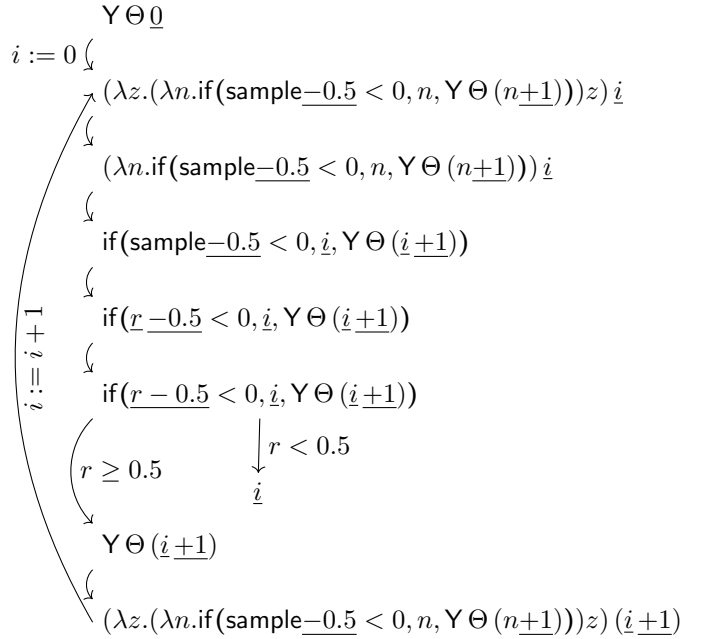 Y Θ 0
i := 0
(λz.(λn.if(sample−0.5 < 0, n, Y Θ (n+1)))z) i
(λn.if(sample−0.5 < 0, n, Y Θ (n+1))) i
if(sample−0.5 < 0, i, Y Θ (i +1))
if(r −0.5 < 0, i, Y Θ (i +1))
i := i + 1
if(r − 0.5 < 0, i, Y Θ (i +1))
r < 0.5
r ≥ 0.5
i
Y Θ (i +1)
(λz.(λn.if(sample−0.5 < 0, n, Y Θ (n+1)))z) (i +1)